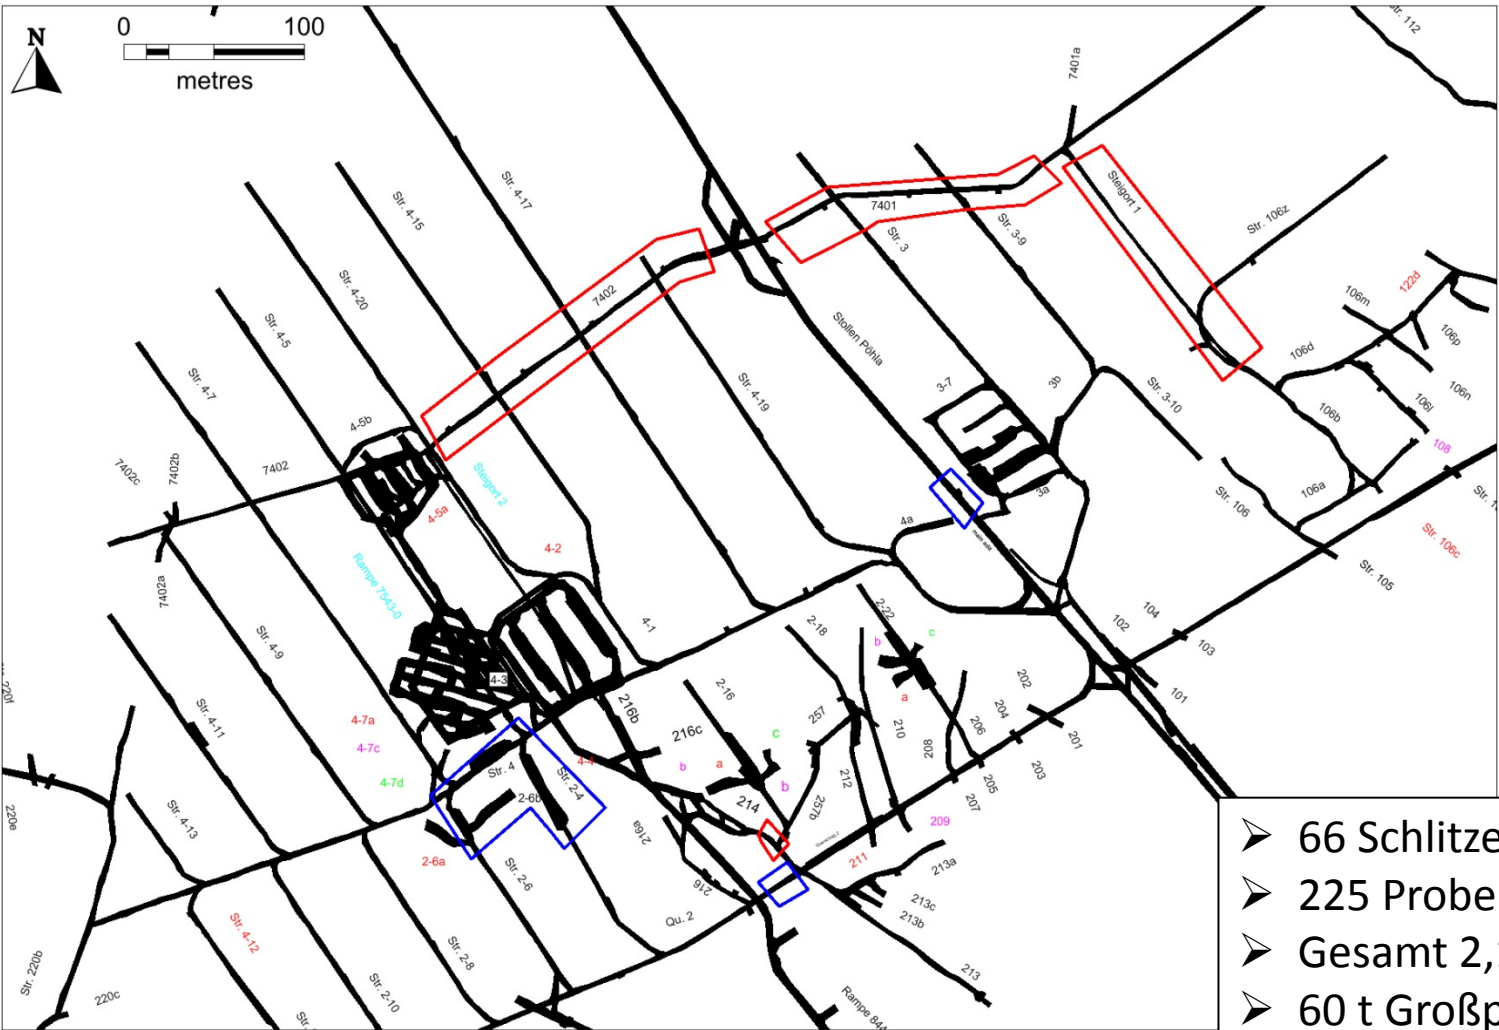 0 100
N
metres
Str. 112
7401a
Str. 4-17
Str. 4-15
Steigort 1
7401
Str. 3
Str. 3-9
Str. 106z
122d
Str. 4-20
7402
106m
106p
Str. 4-5
Stollen Pöhla
106d
Str. 4-7
Str. 4-19
3-7
3b
Str. 3-10
106n
106l
106b
4-5b
108
7402c
7402b
7402
Steigort 2
3a
106a
Str. 106
4-5a
4a
main adit
Str. 106c
4-2
Str. 105
Rampe 7543-0
7402a
Str. 4-9
4-1
2-22
2-18
104
102
103
b
c
4-3
202
101
a
2-16
216b
204
Str. 4-11
4-7a
257
210
206
201
216c
c
4-7c
208
203
b
a
4-4
Str. 4
4-7d
212
205
b
Str. 2-4
2-6b
214
257b
207
220e
Str. 4-13
209
216a
2-6a
211
213a
Str. 2-6
216
213c
Qu. 2
213b
Str. 4-12
Str. 2-8
Str. 220b
213
220c
Str. 2-10
Rampe 844
➢ 66 Schlitze
➢ 225 Probe
➢ Gesamt 2,
➢ 60 t Großp